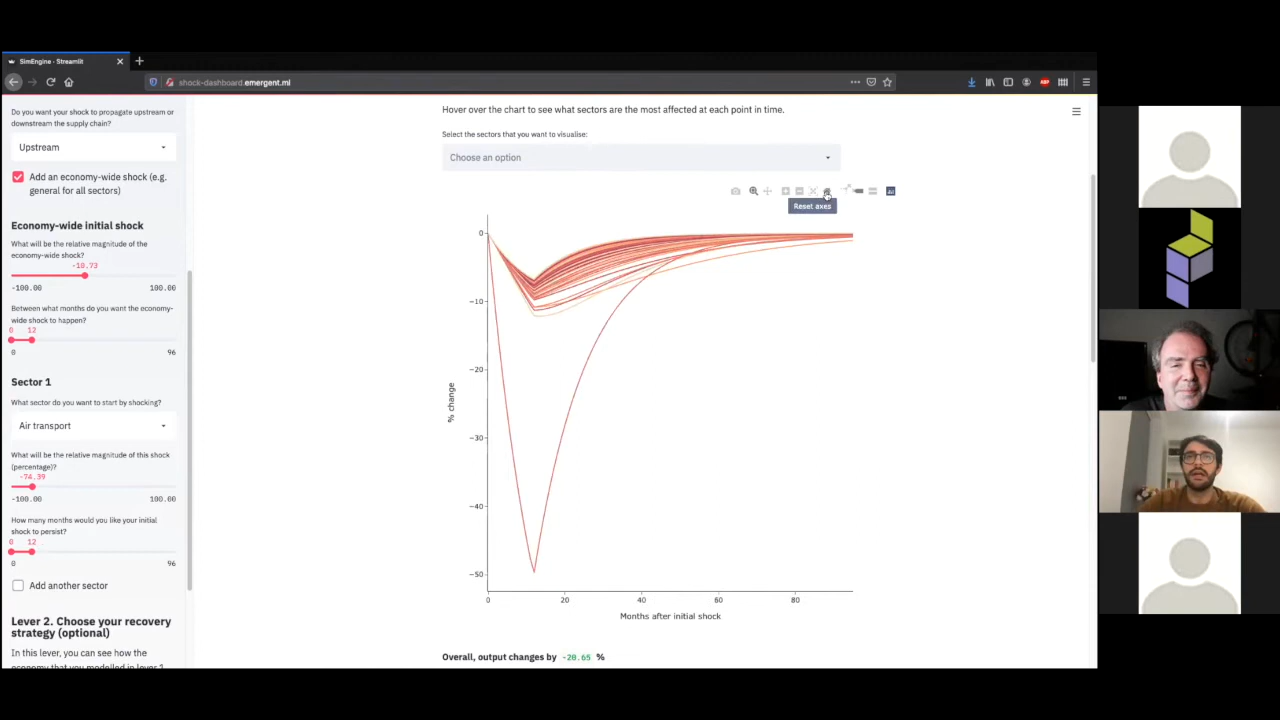 SimEngine · Streamlit
shock-dashboard.emergent.ml
ABP
Do you want your shock to propagate upstream or
downstream the supply chain?
Upstream
Add an economy-wide shock (e.g.
general for all sectors)
Economy-wide initial shock
What will be the relative magnitude of the
economy-wide shock?
-10.73
-100.00 100.00
Between what months do you want the economy-
wide shock to happen?
0 12
0 96
Sector 1
What sector do you want to start by shocking?
Air transport
What will be the relative magnitude of this shock
(percentage)?
-74.39
-100.00 100.00
How many months would you like your initial
shock to persist?
0 12
0 96
Add another sector
Lever 2. Choose your recovery
strategy (optional)
In this lever, you can see how the
economy that you modelled in lever 1
Hover over the chart to see what sectors are the most affected at each point in time.
Select the sectors that you want to visualise:
Choose an option
Reset axes
0
−10
−20
−30
−40
−50
% change
0 20 40 60 80
Months after initial shock
Overall, output changes by -20.65 %